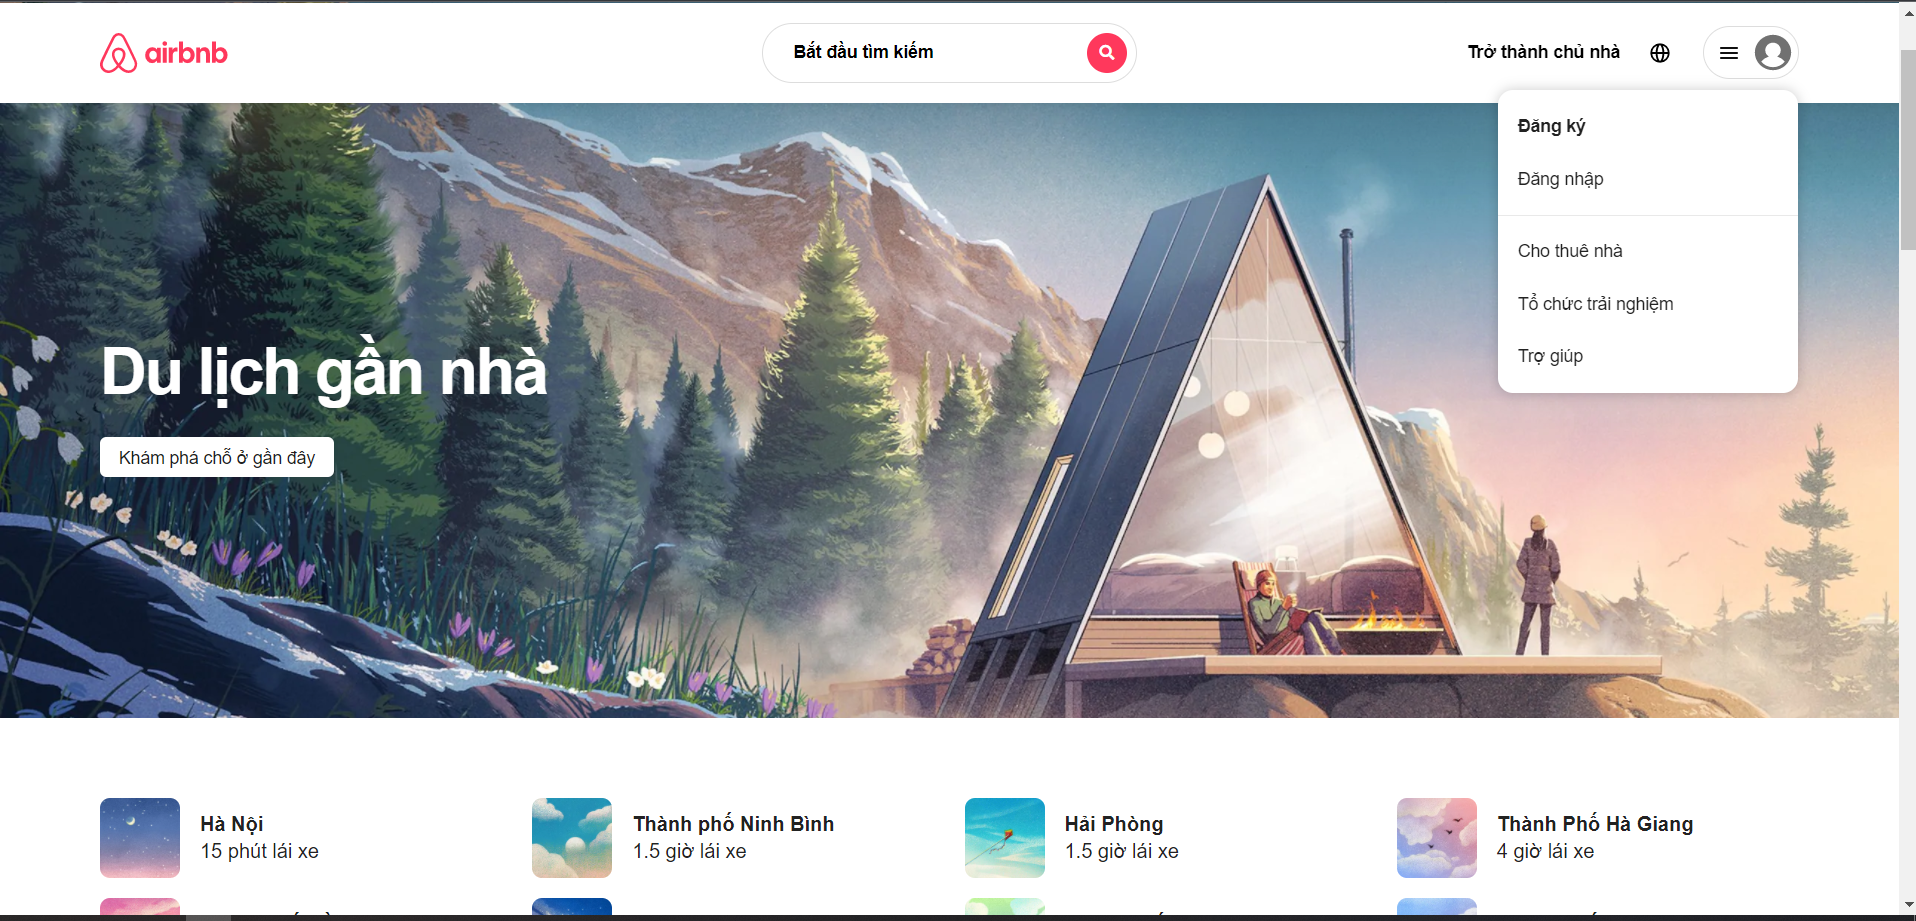 airbnb
Bắt đầu tìm kiếm
Trở thành chủ nhà
Đăng ký
Đăng nhập
Cho thuê nhà
Tổ chức trải nghiệm
Trợ giúp
Du lịch gần nhà
Khám phá chỗ ở gần đây
Hà Nội
15 phút lái xe
Thành phố Ninh Bình
1.5 giờ lái xe
Hải Phòng
1.5 giờ lái xe
Thành Phố Hà Giang
4 giờ lái xe